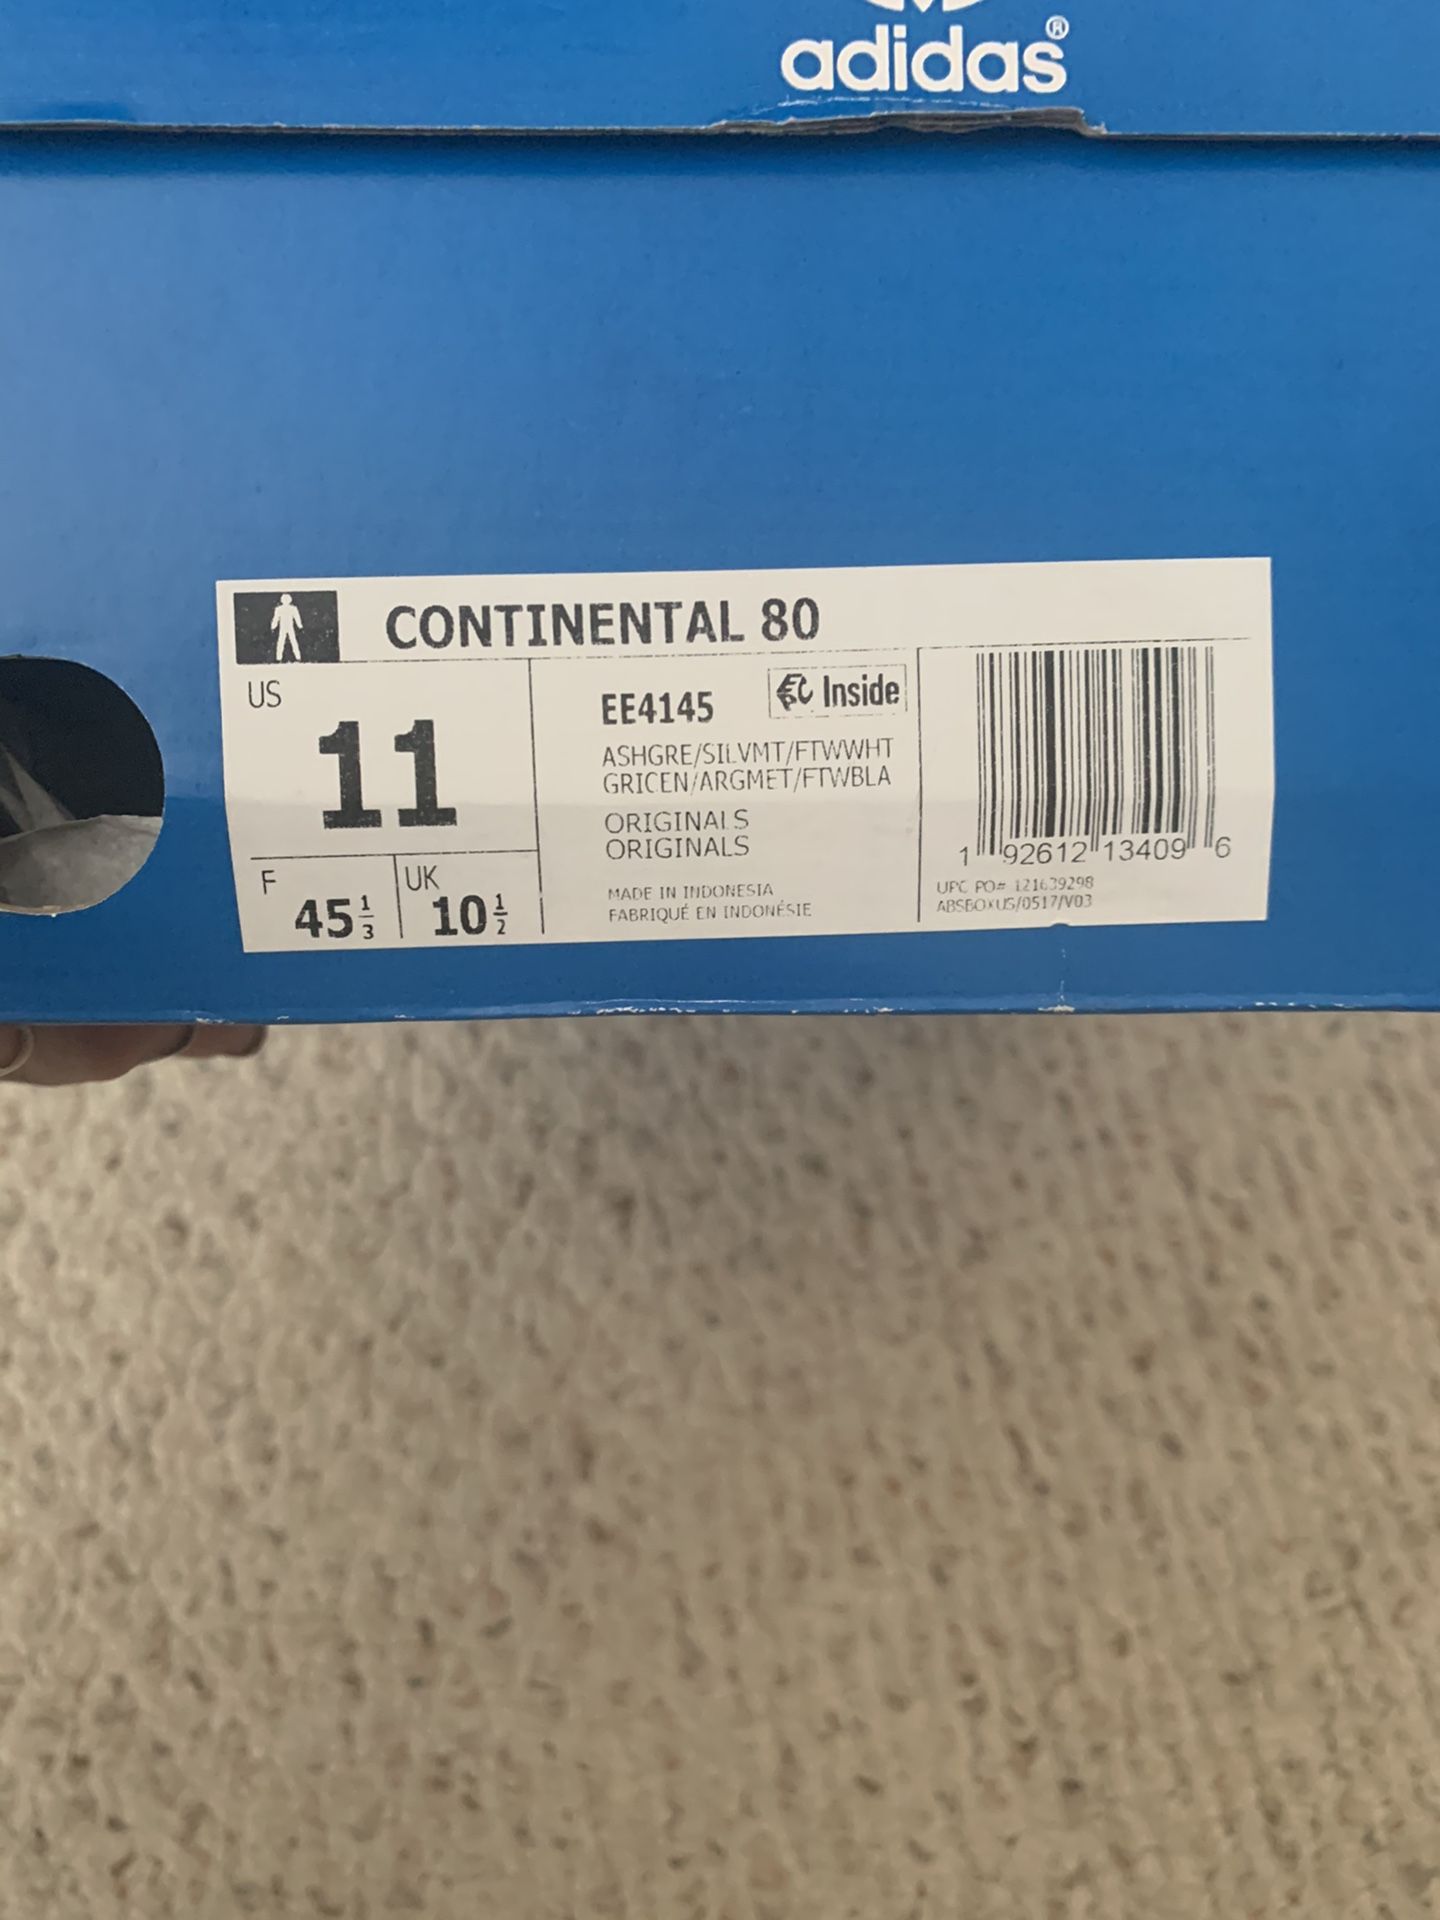 adidas®
CONTINENTAL 80
US
11
F
45 1/3
UK
10 1/2
EE4145
Inside
ASHGRE/SILVMT/FTWWHT
GRICEN/ARGMET/FTWBLA
ORIGINALS
ORIGINALS
MADE IN INDONESIA
FABRIQUÉ EN INDONÉSIE
1 92612 13409 6
UPC PO# 121639298
ABSBOXUS/0517/V03